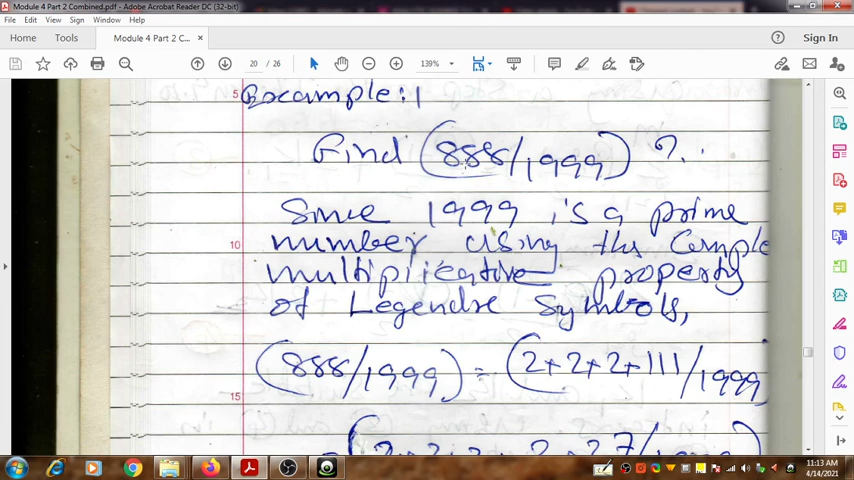 Module 4 Part 2 Combined.pdf - Adobe Acrobat Reader DC (32-bit)
File Edit View Sign Window Help
Home Tools Module 4 Part 2 C... × Sign In
20 / 26 139%
5 Example:1
Find (888/1999) ?..
Since 1999 is a prime
10 number using the Comple
multiplicative property
of Legendre Symbols,
(888/1999) = (2+2+2+111/1999)
15
11:13 AM
4/14/2021